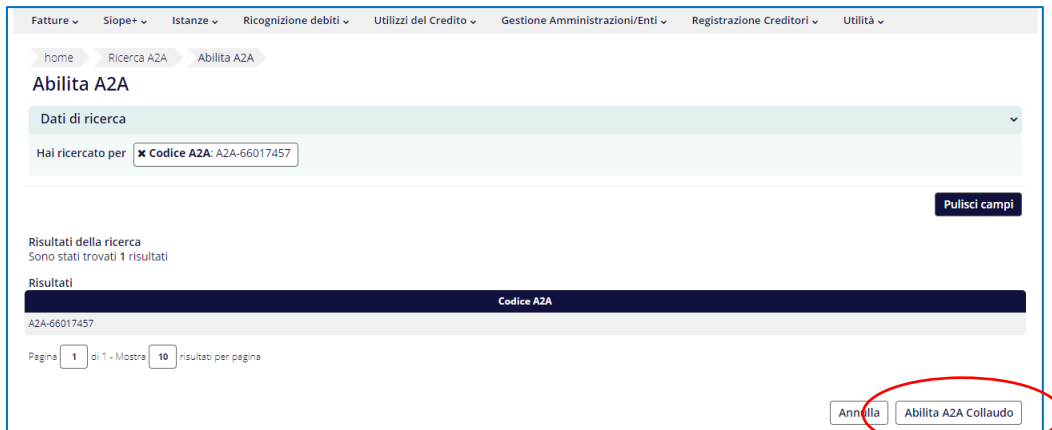 Fatture Siope+ Istanze Ricognizione debiti Utilizzi del Credito Gestione Amministrazioni/Enti Registrazione Creditori Utilità
home Ricerca A2A Abilita A2A
Abilita A2A
Dati di ricerca
Hai ricercato per × Codice A2A: A2A-66017457
Pulisci campi
Risultati della ricerca
Sono stati trovati 1 risultati
Risultati
Codice A2A
A2A-66017457
Pagina 1 di 1 - Mostra 10 risultati per pagina
Annulla Abilita A2A Collaudo